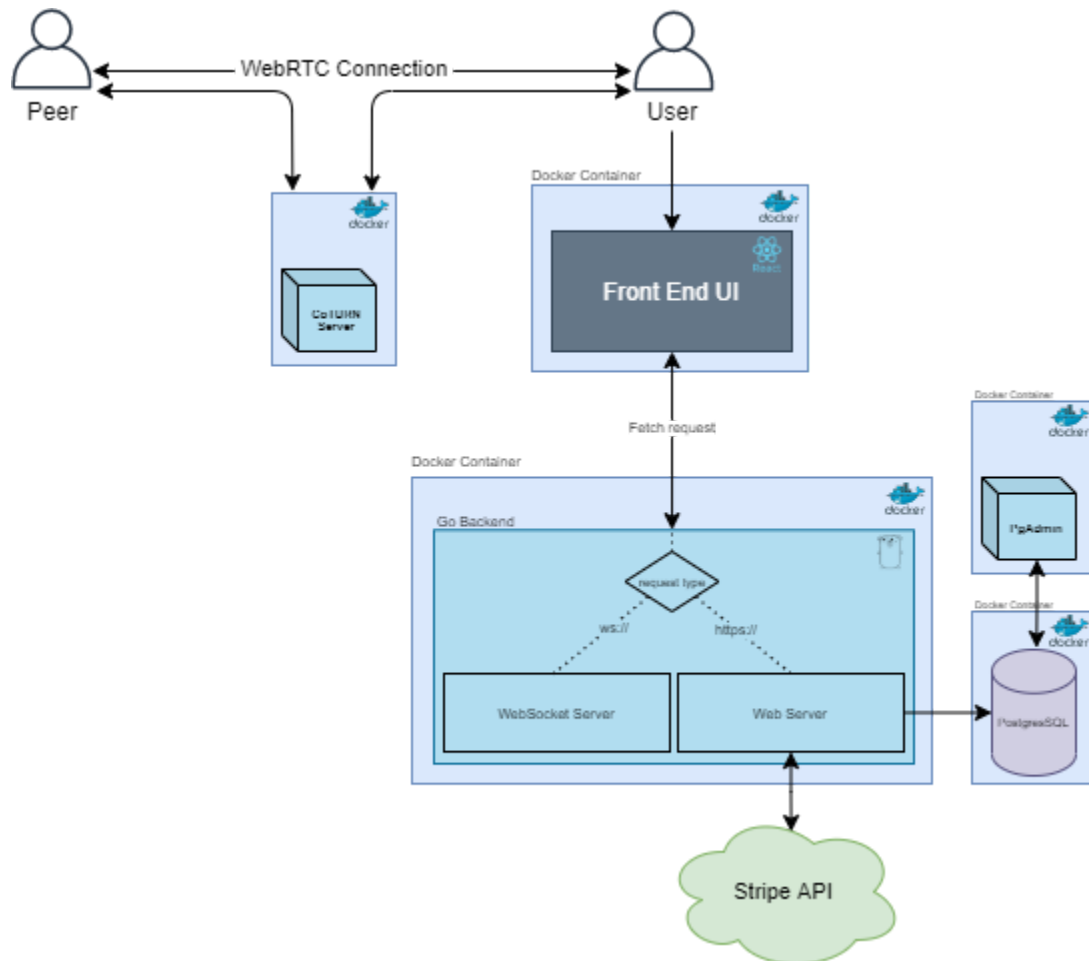 WebRTC Connection
Peer
User
Docker Container
docker
docker
React
Front End UI
CoTURN
Server
Fetch request
Docker Container
docker
Docker Container
docker
Go Backend
PgAdmin
request type
ws://
https://
Docker Container
docker
WebSocket Server
Web Server
PostgresSQL
Stripe API